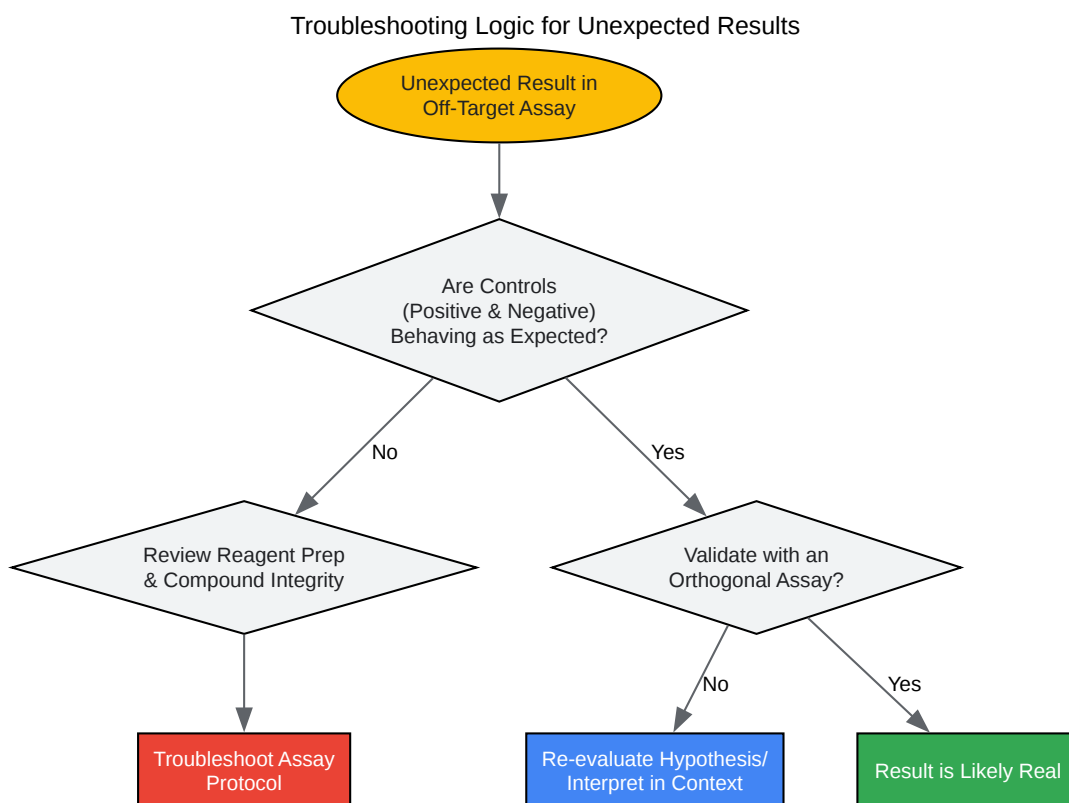 Troubleshooting Logic for Unexpected Results
Unexpected Result in
Off-Target Assay
Are Controls
(Positive & Negative)
Behaving as Expected?
No
Yes
Review Reagent Prep
& Compound Integrity
Validate with an
Orthogonal Assay?
No
Yes
Troubleshoot Assay
Protocol
Re-evaluate Hypothesis/
Interpret in Context
Result is Likely Real